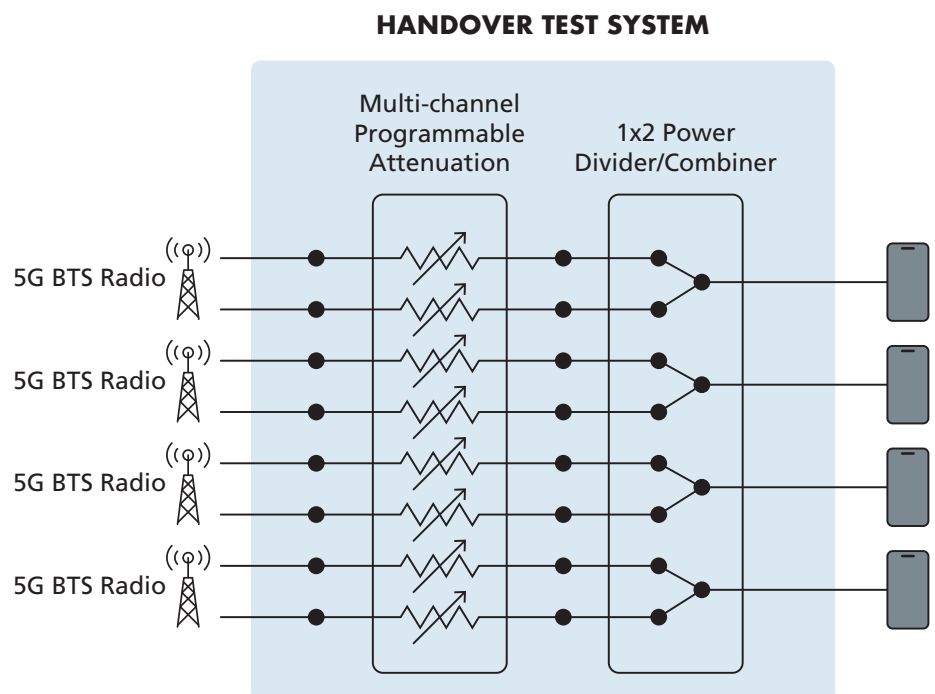 HANDOVER TEST SYSTEM
Multi-channel
Programmable
Attenuation
1x2 Power
Divider/Combiner
5G BTS Radio
5G BTS Radio
5G BTS Radio
5G BTS Radio